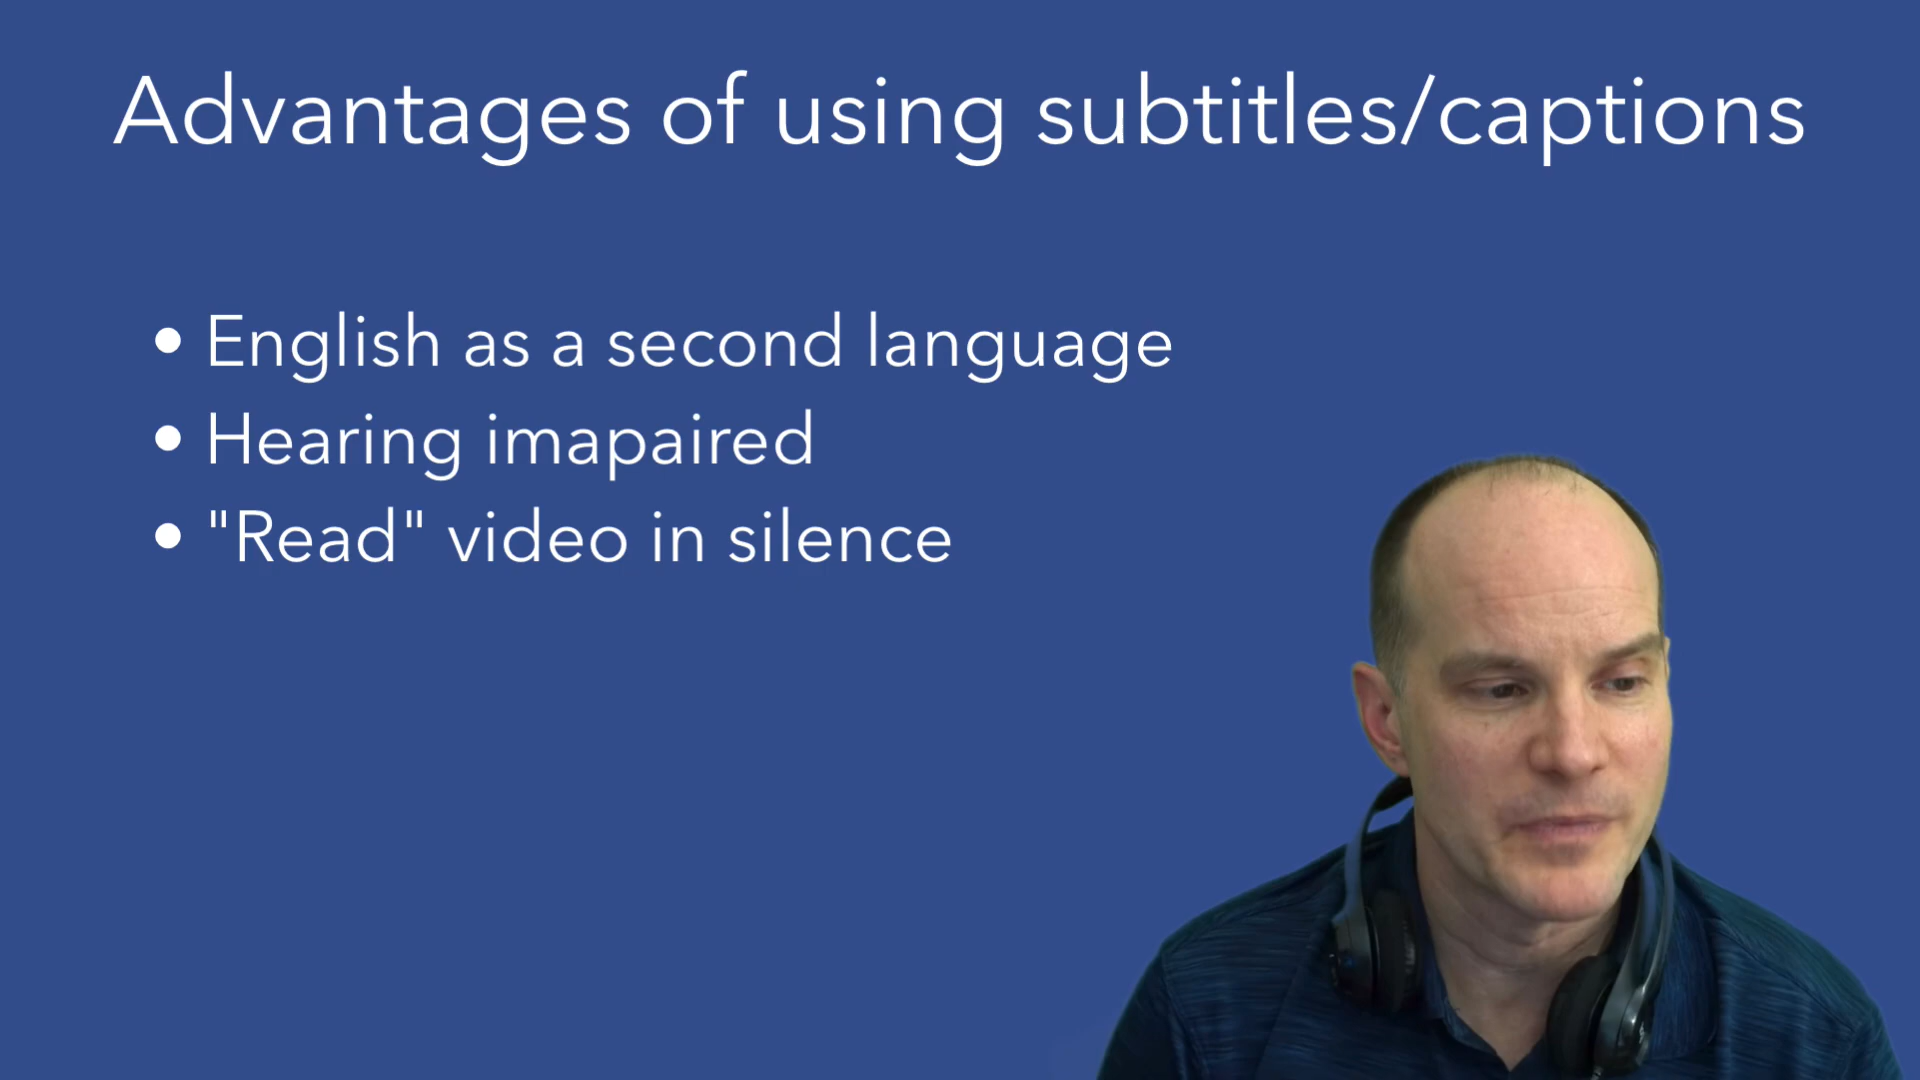 Advantages of using subtitles/captions
• English as a second language
• Hearing imapaired
• "Read" video in silence